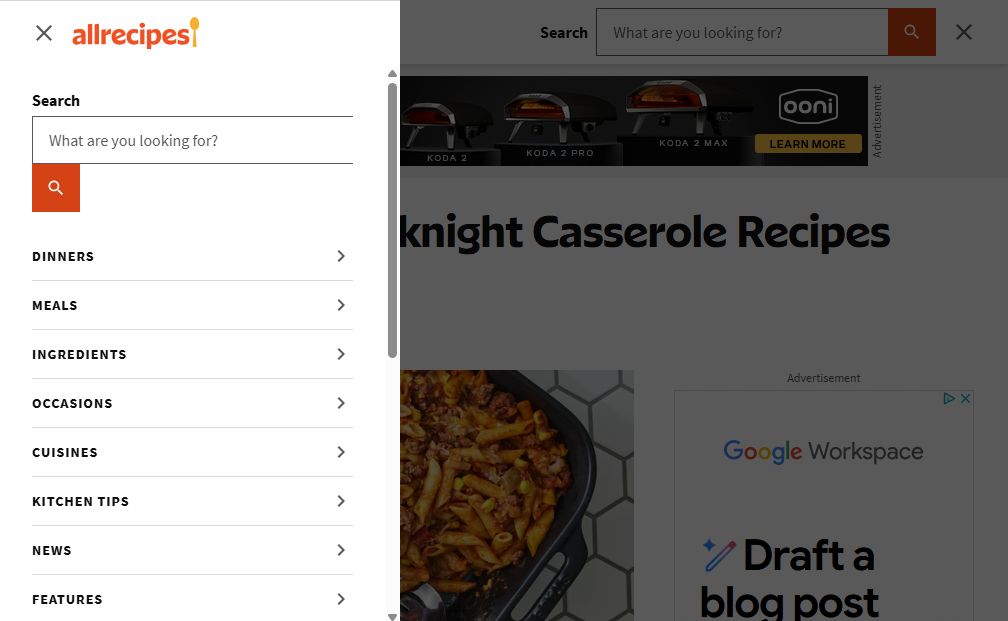 allrecipes
Search
What are you looking for?
DINNERS
MEALS
INGREDIENTS
OCCASIONS
CUISINES
KITCHEN TIPS
NEWS
FEATURES
Search
What are you looking for?
KODA 2
KODA 2 PRO
KODA 2 MAX
ooni
LEARN MORE
Advertisement
knight Casserole Recipes
Advertisement
Google Workspace
Draft a
blog post